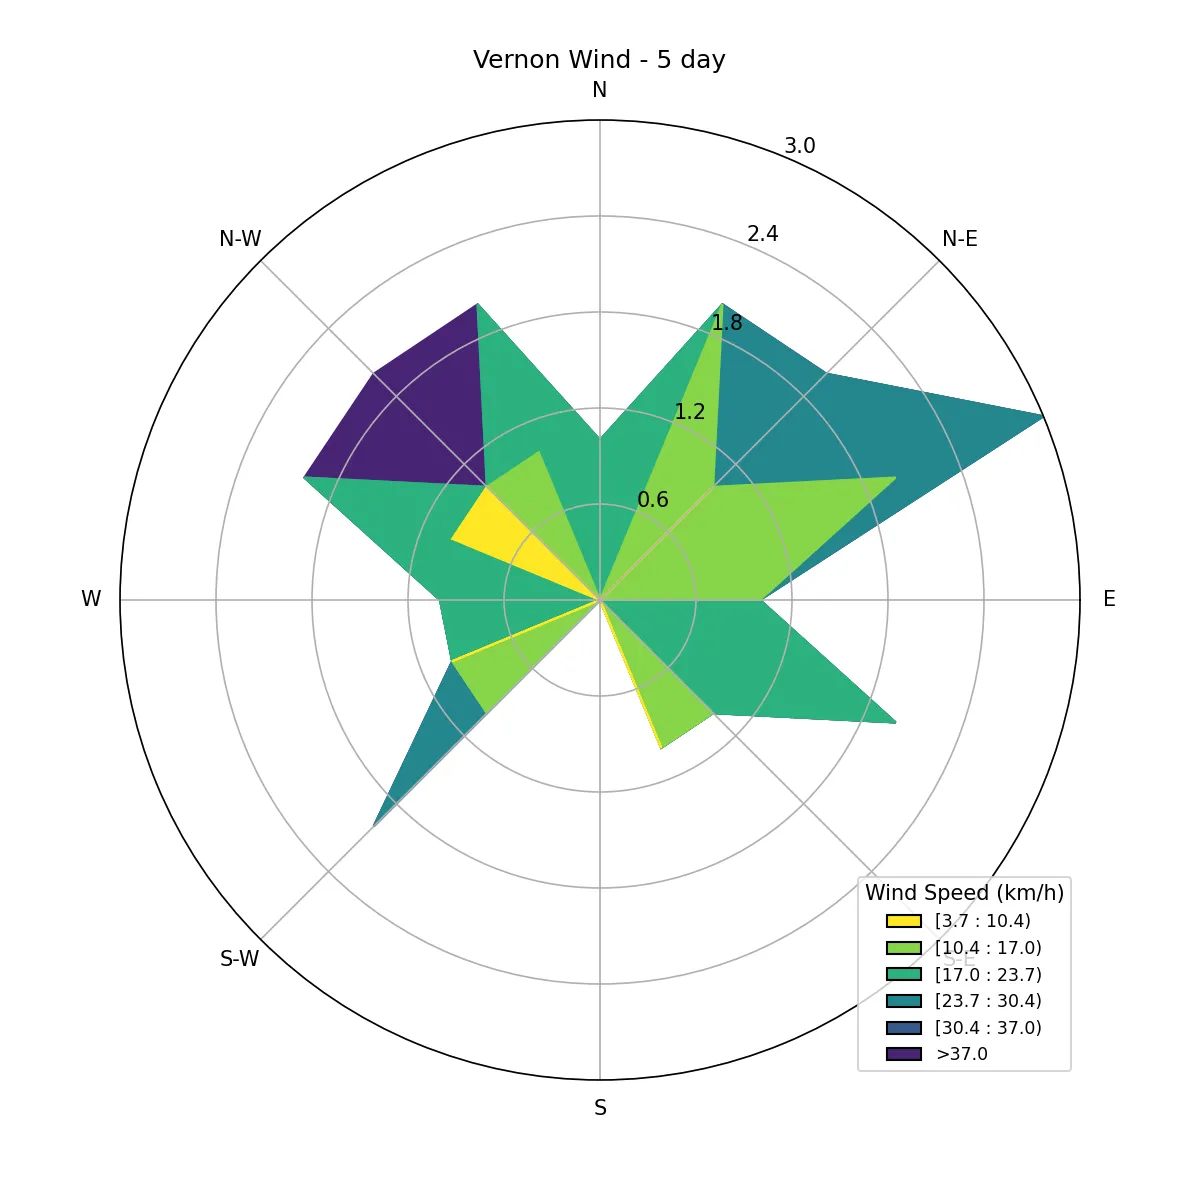 Vernon Wind - 5 day
N
3.0
2.4
N-W
N-E
1.8
1.2
0.6
W
E
S-W
S-E
Wind Speed (km/h)
[3.7 : 10.4)
[10.4 : 17.0)
[17.0 : 23.7)
[23.7 : 30.4)
[30.4 : 37.0)
>37.0
S